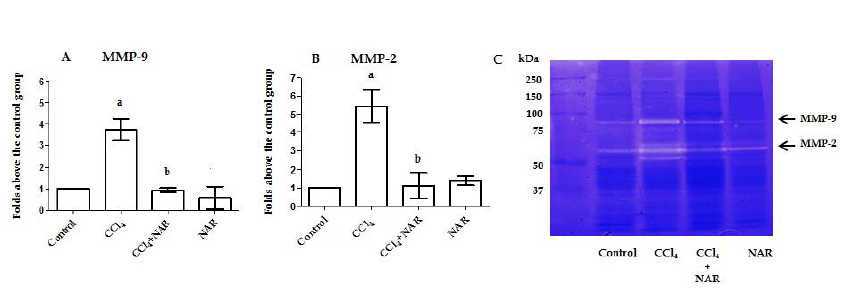 A
MMP-9
Folds above the control group
6
5
4
3
2
1
0
a
b
Control
CCl₄
CCl₄+NAR
NAR
B
MMP-2
Folds above the control group
7
6
5
4
3
2
1
0
a
b
Control
CCl₄
CCl₄+NAR
NAR
C
kDa
250
150
100
75
50
37
MMP-9
MMP-2
Control
CCl₄
CCl₄
+
NAR
NAR